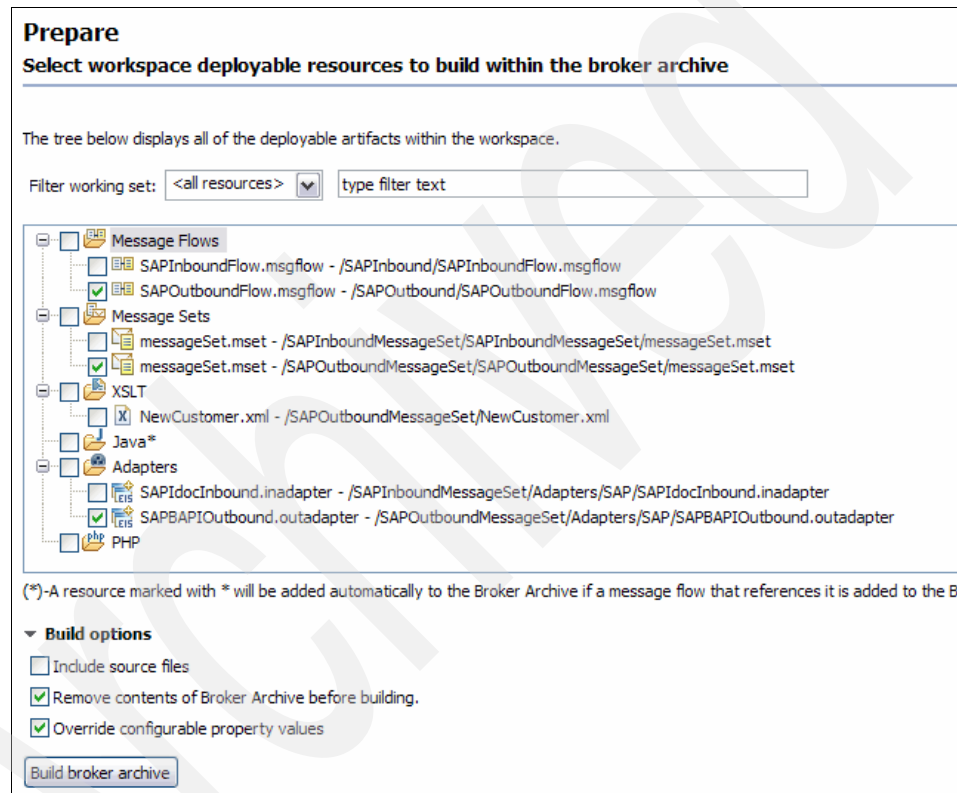 Prepare
Select workspace deployable resources to build within the broker archive
The tree below displays all of the deployable artifacts within the workspace.
Filter working set: <all resources> type filter text
Message Flows
SAPInboundFlow.msgflow - /SAPInbound/SAPInboundFlow.msgflow
SAPOutboundFlow.msgflow - /SAPOutbound/SAPOutboundFlow.msgflow
Message Sets
messageSet.mset - /SAPInboundMessageSet/SAPInboundMessageSet/messageSet.mset
messageSet.mset - /SAPOutboundMessageSet/SAPOutboundMessageSet/messageSet.mset
XSLT
NewCustomer.xml - /SAPOutboundMessageSet/NewCustomer.xml
Java*
Adapters
SAPIdocInbound.inadapter - /SAPInboundMessageSet/Adapters/SAP/SAPIdocInbound.inadapter
SAPBAPIOutbound.outadapter - /SAPOutboundMessageSet/Adapters/SAP/SAPBAPIOutbound.outadapter
PHP
(*)-A resource marked with * will be added automatically to the Broker Archive if a message flow that references it is added to the B
Build options
Include source files
Remove contents of Broker Archive before building.
Override configurable property values
Build broker archive
Archived